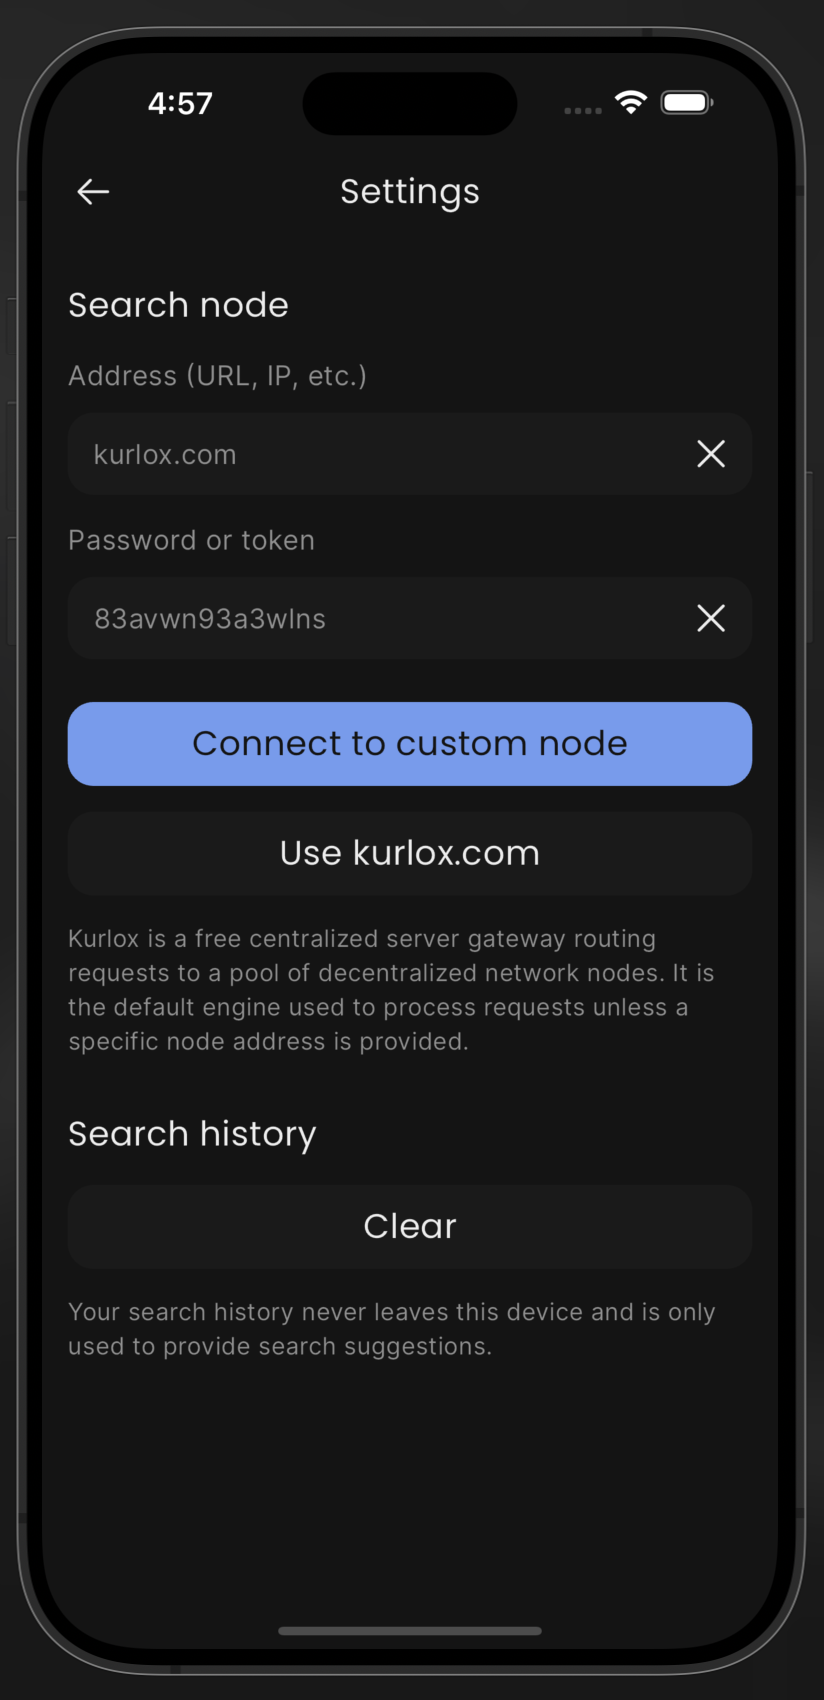 4:57
Settings
Search node
Address (URL, IP, etc.)
kurlox.com
Password or token
83avwn93a3wlns
Connect to custom node
Use kurlox.com
Kurlox is a free centralized server gateway routing
requests to a pool of decentralized network nodes. It is
the default engine used to process requests unless a
specific node address is provided.
Search history
Clear
Your search history never leaves this device and is only
used to provide search suggestions.